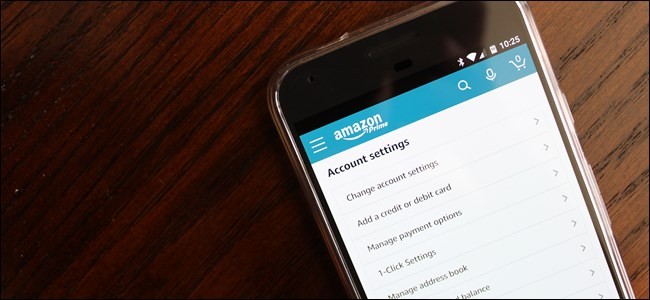 10:25
amazon
Prime
0
Account settings
Change account settings
Add a credit or debit card
Manage payment options
1-Click Settings
Manage address book
balance